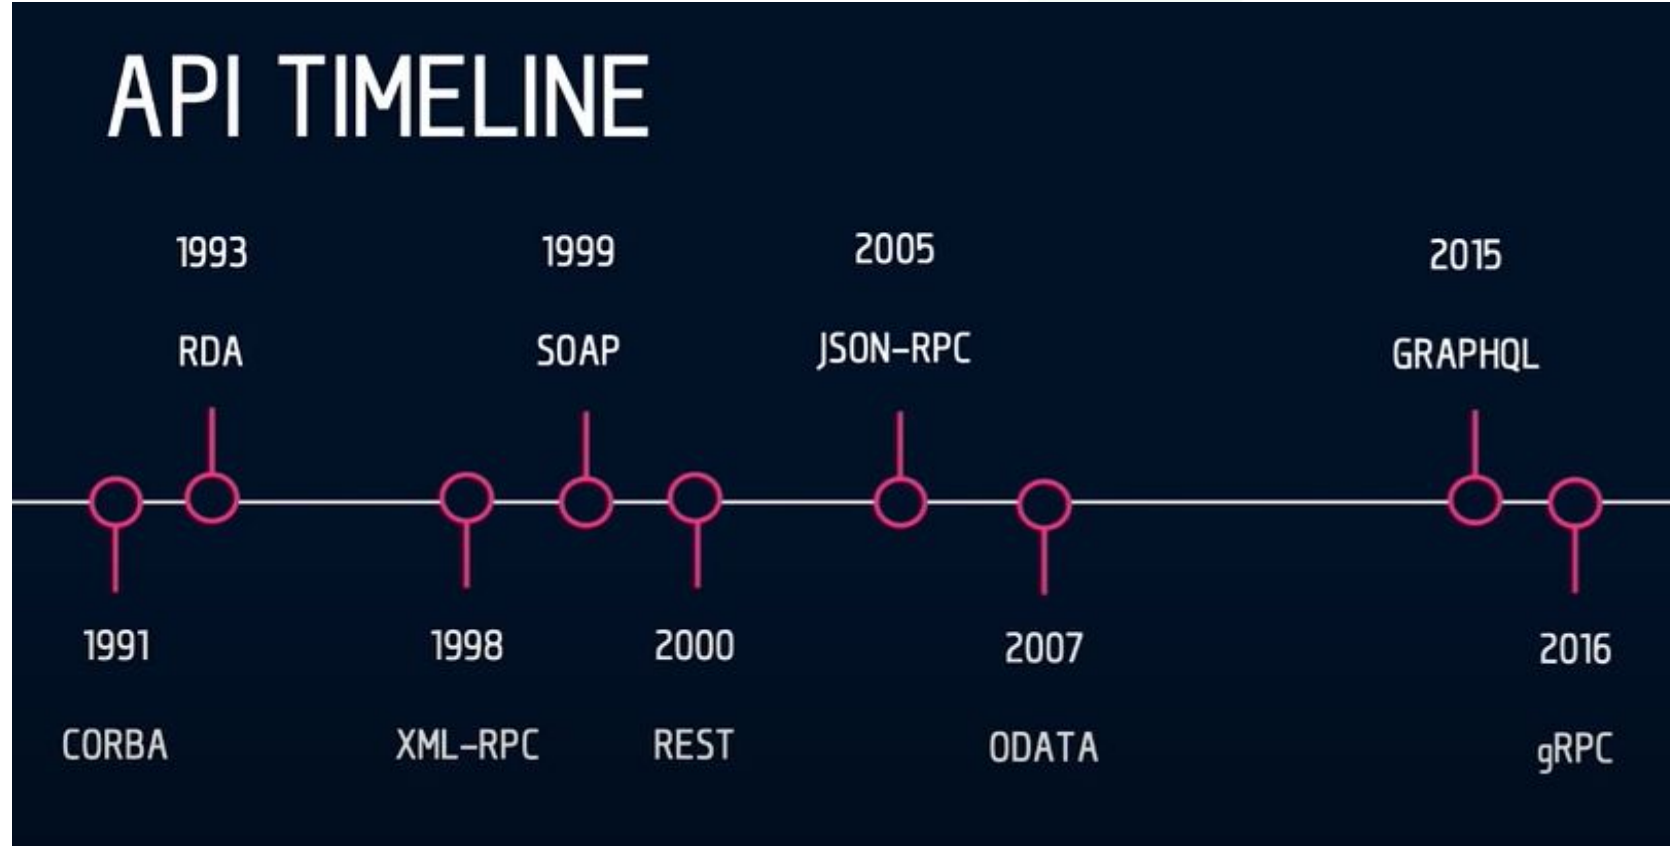 API TIMELINE
1993
RDA
1999
SOAP
2005
JSON-RPC
2015
GRAPHQL
1991
CORBA
1998
XML-RPC
2000
REST
2007
ODATA
2016
gRPC